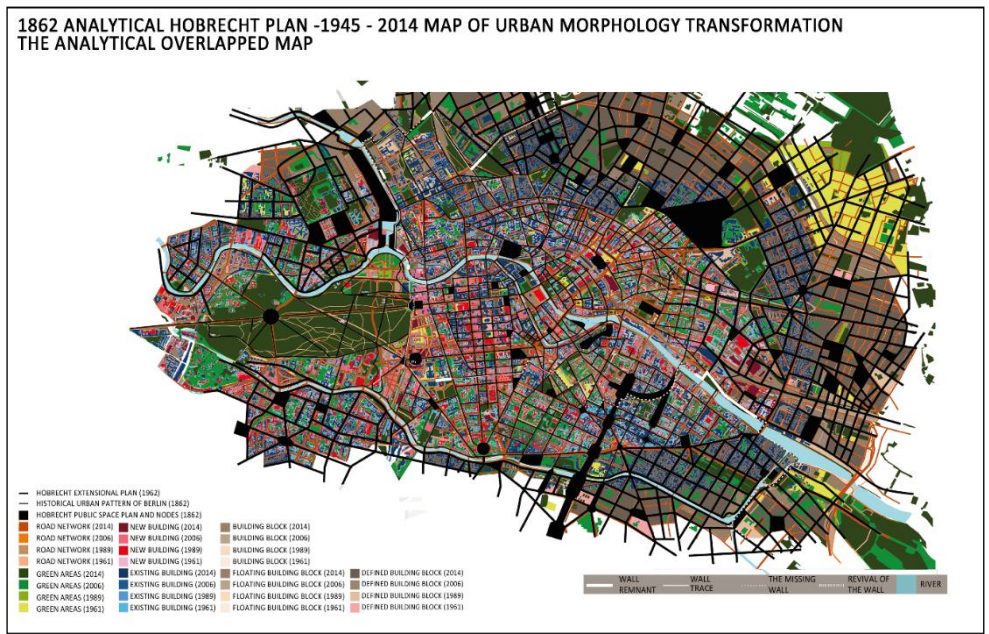 1862 ANALYTICAL HOBRECHT PLAN -1945 - 2014 MAP OF URBAN MORPHOLOGY TRANSFORMATION
THE ANALYTICAL OVERLAPPED MAP
HOBRECHT EXTENSIONAL PLAN (1962)
HISTORICAL URBAN PATTERN OF BERLIN (1862)
HOBRECHT PUBLIC SPACE PLAN AND NODES (1862)
ROAD NETWORK (2014)
ROAD NETWORK (2006)
ROAD NETWORK (1989)
ROAD NETWORK (1961)
GREEN AREAS (2014)
GREEN AREAS (2006)
GREEN AREAS (1989)
GREEN AREAS (1961)
NEW BUILDING (2014)
NEW BUILDING (2006)
NEW BUILDING (1989)
NEW BUILDING (1961)
EXISTING BUILDING (2014)
EXISTING BUILDING (2006)
EXISTING BUILDING (1989)
EXISTING BUILDING (1961)
BUILDING BLOCK (2014)
BUILDING BLOCK (2006)
BUILDING BLOCK (1989)
BUILDING BLOCK (1961)
FLOATING BUILDING BLOCK (2014)
FLOATING BUILDING BLOCK (2006)
FLOATING BUILDING BLOCK (1989)
FLOATING BUILDING BLOCK (1961)
DEFINED BUILDING BLOCK (2014)
DEFINED BUILDING BLOCK (2006)
DEFINED BUILDING BLOCK (1989)
DEFINED BUILDING BLOCK (1961)
WALL
REMNANT
WALL
TRACE
THE MISSING
WALL
REVIVAL OF
THE WALL
RIVER